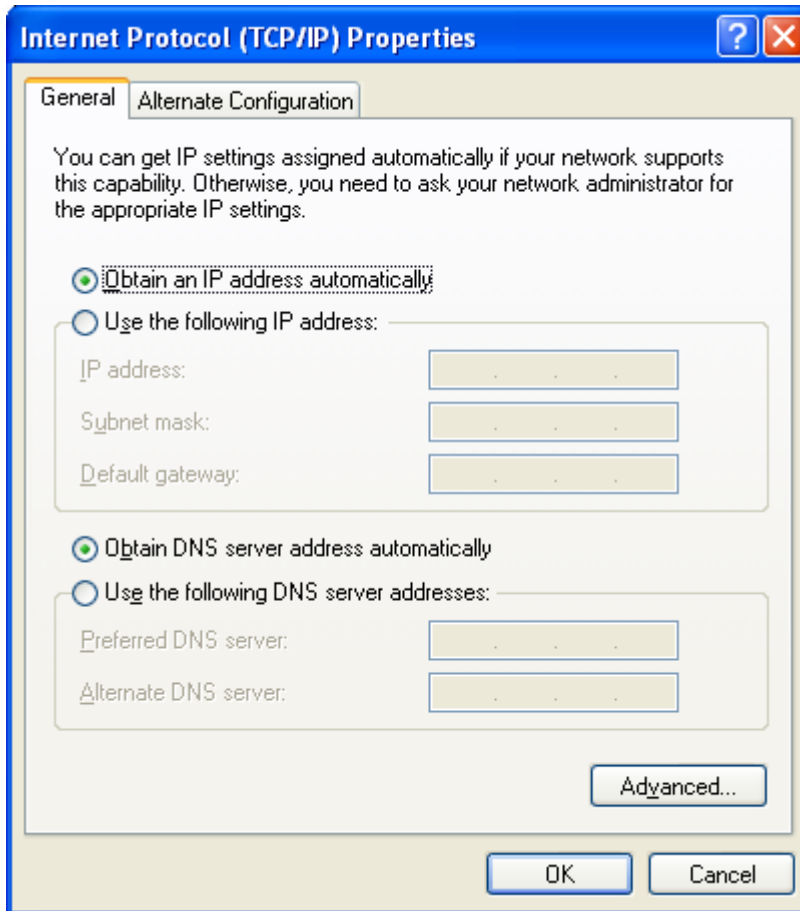 Internet Protocol (TCP/IP) Properties
General
Alternate Configuration
You can get IP settings assigned automatically if your network supports
this capability. Otherwise, you need to ask your network administrator for
the appropriate IP settings.
Obtain an IP address automatically
Use the following IP address:
IP address:
Subnet mask:
Default gateway:
Obtain DNS server address automatically
Use the following DNS server addresses:
Preferred DNS server:
Alternate DNS server:
Advanced...
OK
Cancel